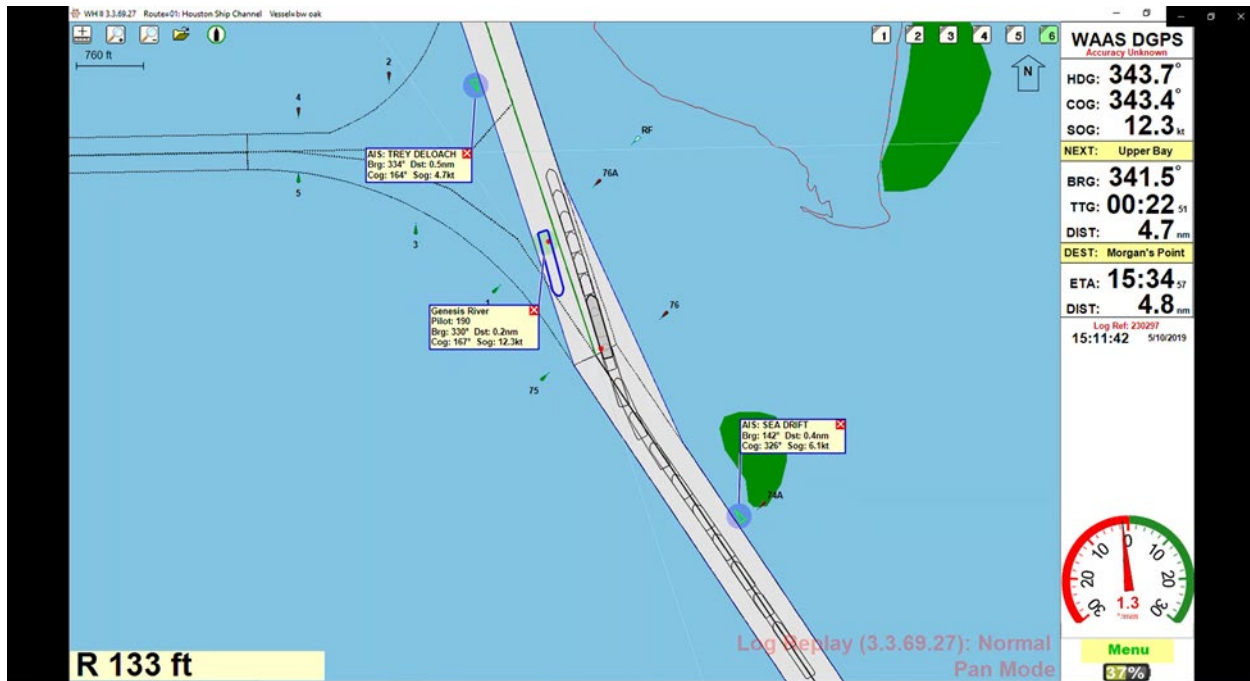 WH II 3.3.69.27 Route=01: Houston Ship Channel Vessel=bw oak
760 ft
1 2 3 4 5 6
N
2
4
5
3
1
75
RF
76A
76
74A
AIS: TREY DELOACH
Brg: 334° Dst: 0.5nm
Cog: 164° Sog: 4.7kt
Genesis River
Pilot: 190
Brg: 330° Dst: 0.2nm
Cog: 167° Sog: 12.3kt
AIS: SEA DRIFT
Brg: 142° Dst: 0.4nm
Cog: 326° Sog: 6.1kt
R 133 ft
Log Replay (3.3.69.27): Normal
Pan Mode
WAAS DGPS
Accuracy Unknown
HDG: 343.7°
COG: 343.4°
SOG: 12.3 kt
NEXT: Upper Bay
BRG: 341.5°
TTG: 00:22 51
DIST: 4.7 nm
DEST: Morgan's Point
ETA: 15:34 57
DIST: 4.8 nm
Log Ref: 230297
15:11:42 5/10/2019
30 20 10 0 10 20 30
1.3
°/min
Menu
37%